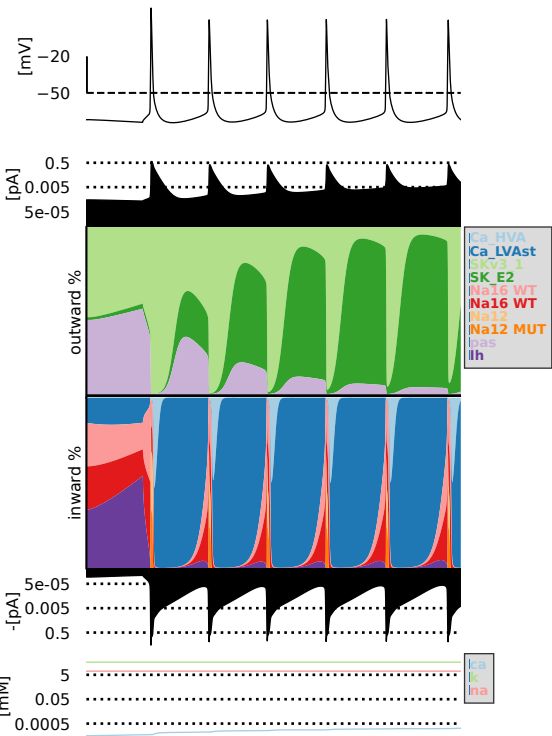 [mV]
−20
−50
[pA]
0.5
0.005
5e-05
outward %
Ca_HVA
Ca_LVAst
SKv3_1
SK_E2
Na16 WT
Na16 WT
Na12
Na12 MUT
pas
Ih
inward %
-[pA]
5e-05
0.005
0.5
[mM]
5
0.05
0.0005
ca
k
na